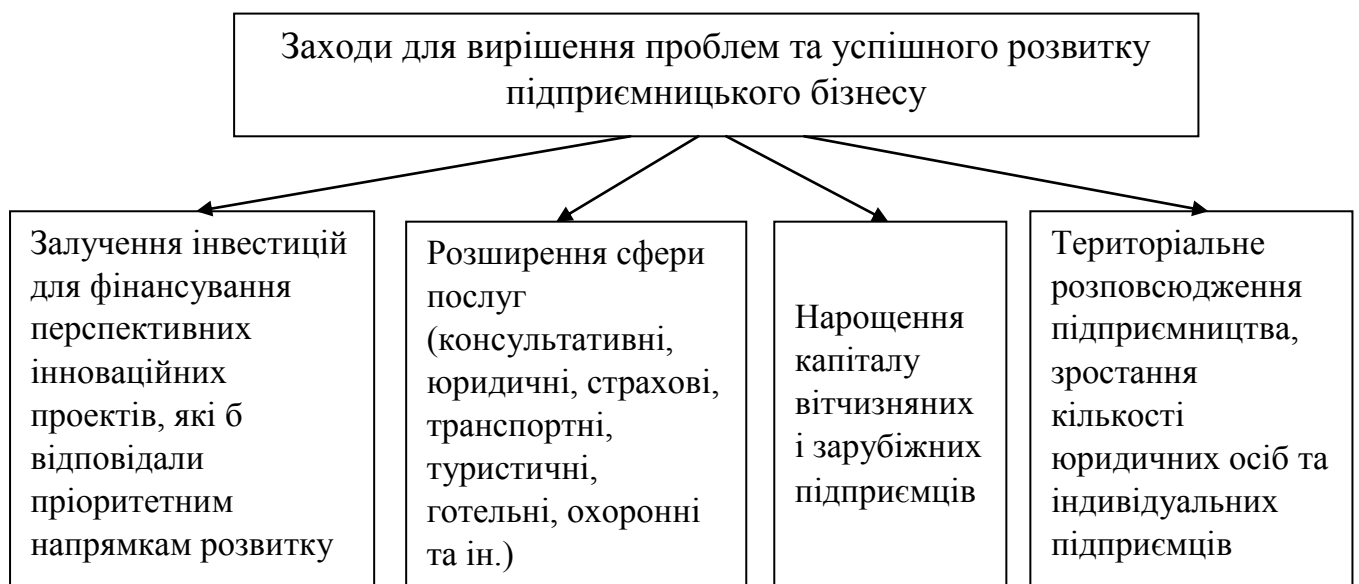 Заходи для вирішення проблем та успішного розвитку
підприємницького бізнесу
Залучення інвестицій
для фінансування
перспективних
інноваційних
проектів, які б
відповідали
пріоритетним
напрямкам розвитку
Розширення сфери
послуг
(консультативні,
юридичні, страхові,
транспортні,
туристичні,
готельні, охоронні
та ін.)
Нарощення
капіталу
вітчизняних
і зарубіжних
підприємців
Територіальне
розповсюдження
підприємництва,
зростання
кількості
юридичних осіб та
індивідуальних
підприємців